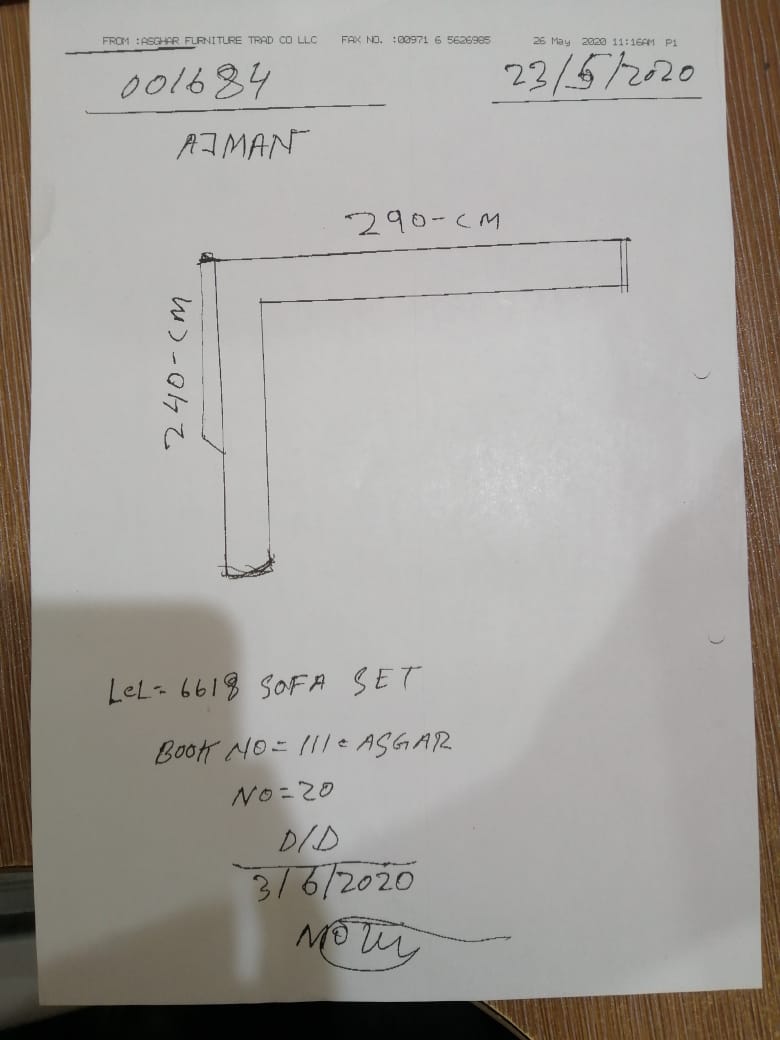 FROM :ASGHAR FURNITURE TRAD CO LLC FAX NO. :00971 6 5626985 26 May 2020 11:16AM P1
001684 23/5/2020
AJMAN
290-CM
240-CM
LCL= 6618 SOFA SET
BOOK NO= 111= ASGAR
NO=20
D/D
3/6/2020